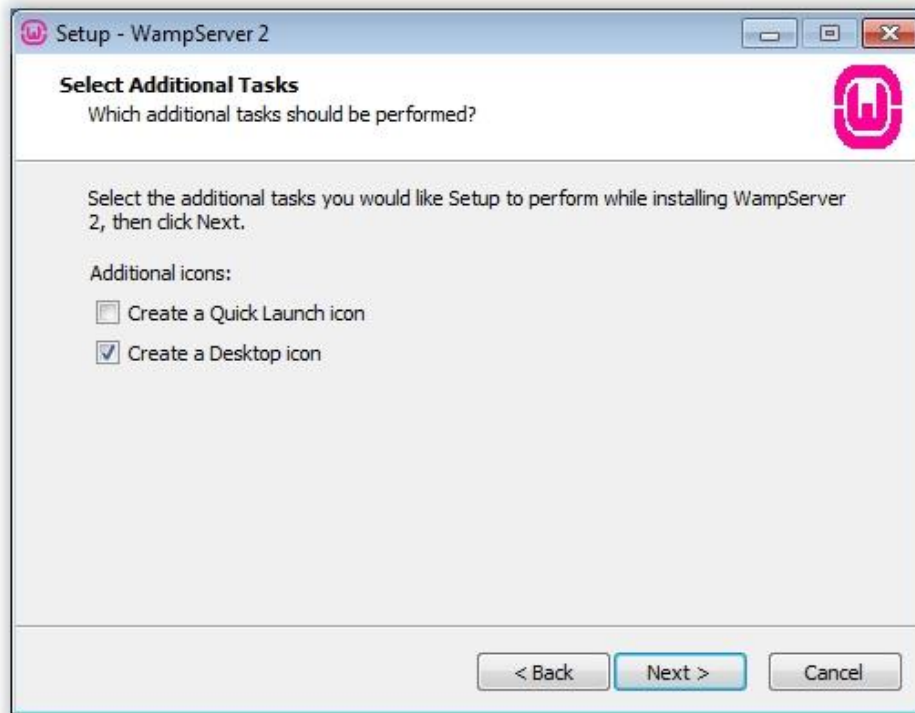 Setup - WampServer 2
Select Additional Tasks
Which additional tasks should be performed?
Select the additional tasks you would like Setup to perform while installing WampServer
2, then click Next.
Additional icons:
Create a Quick Launch icon
Create a Desktop icon
< Back Next > Cancel